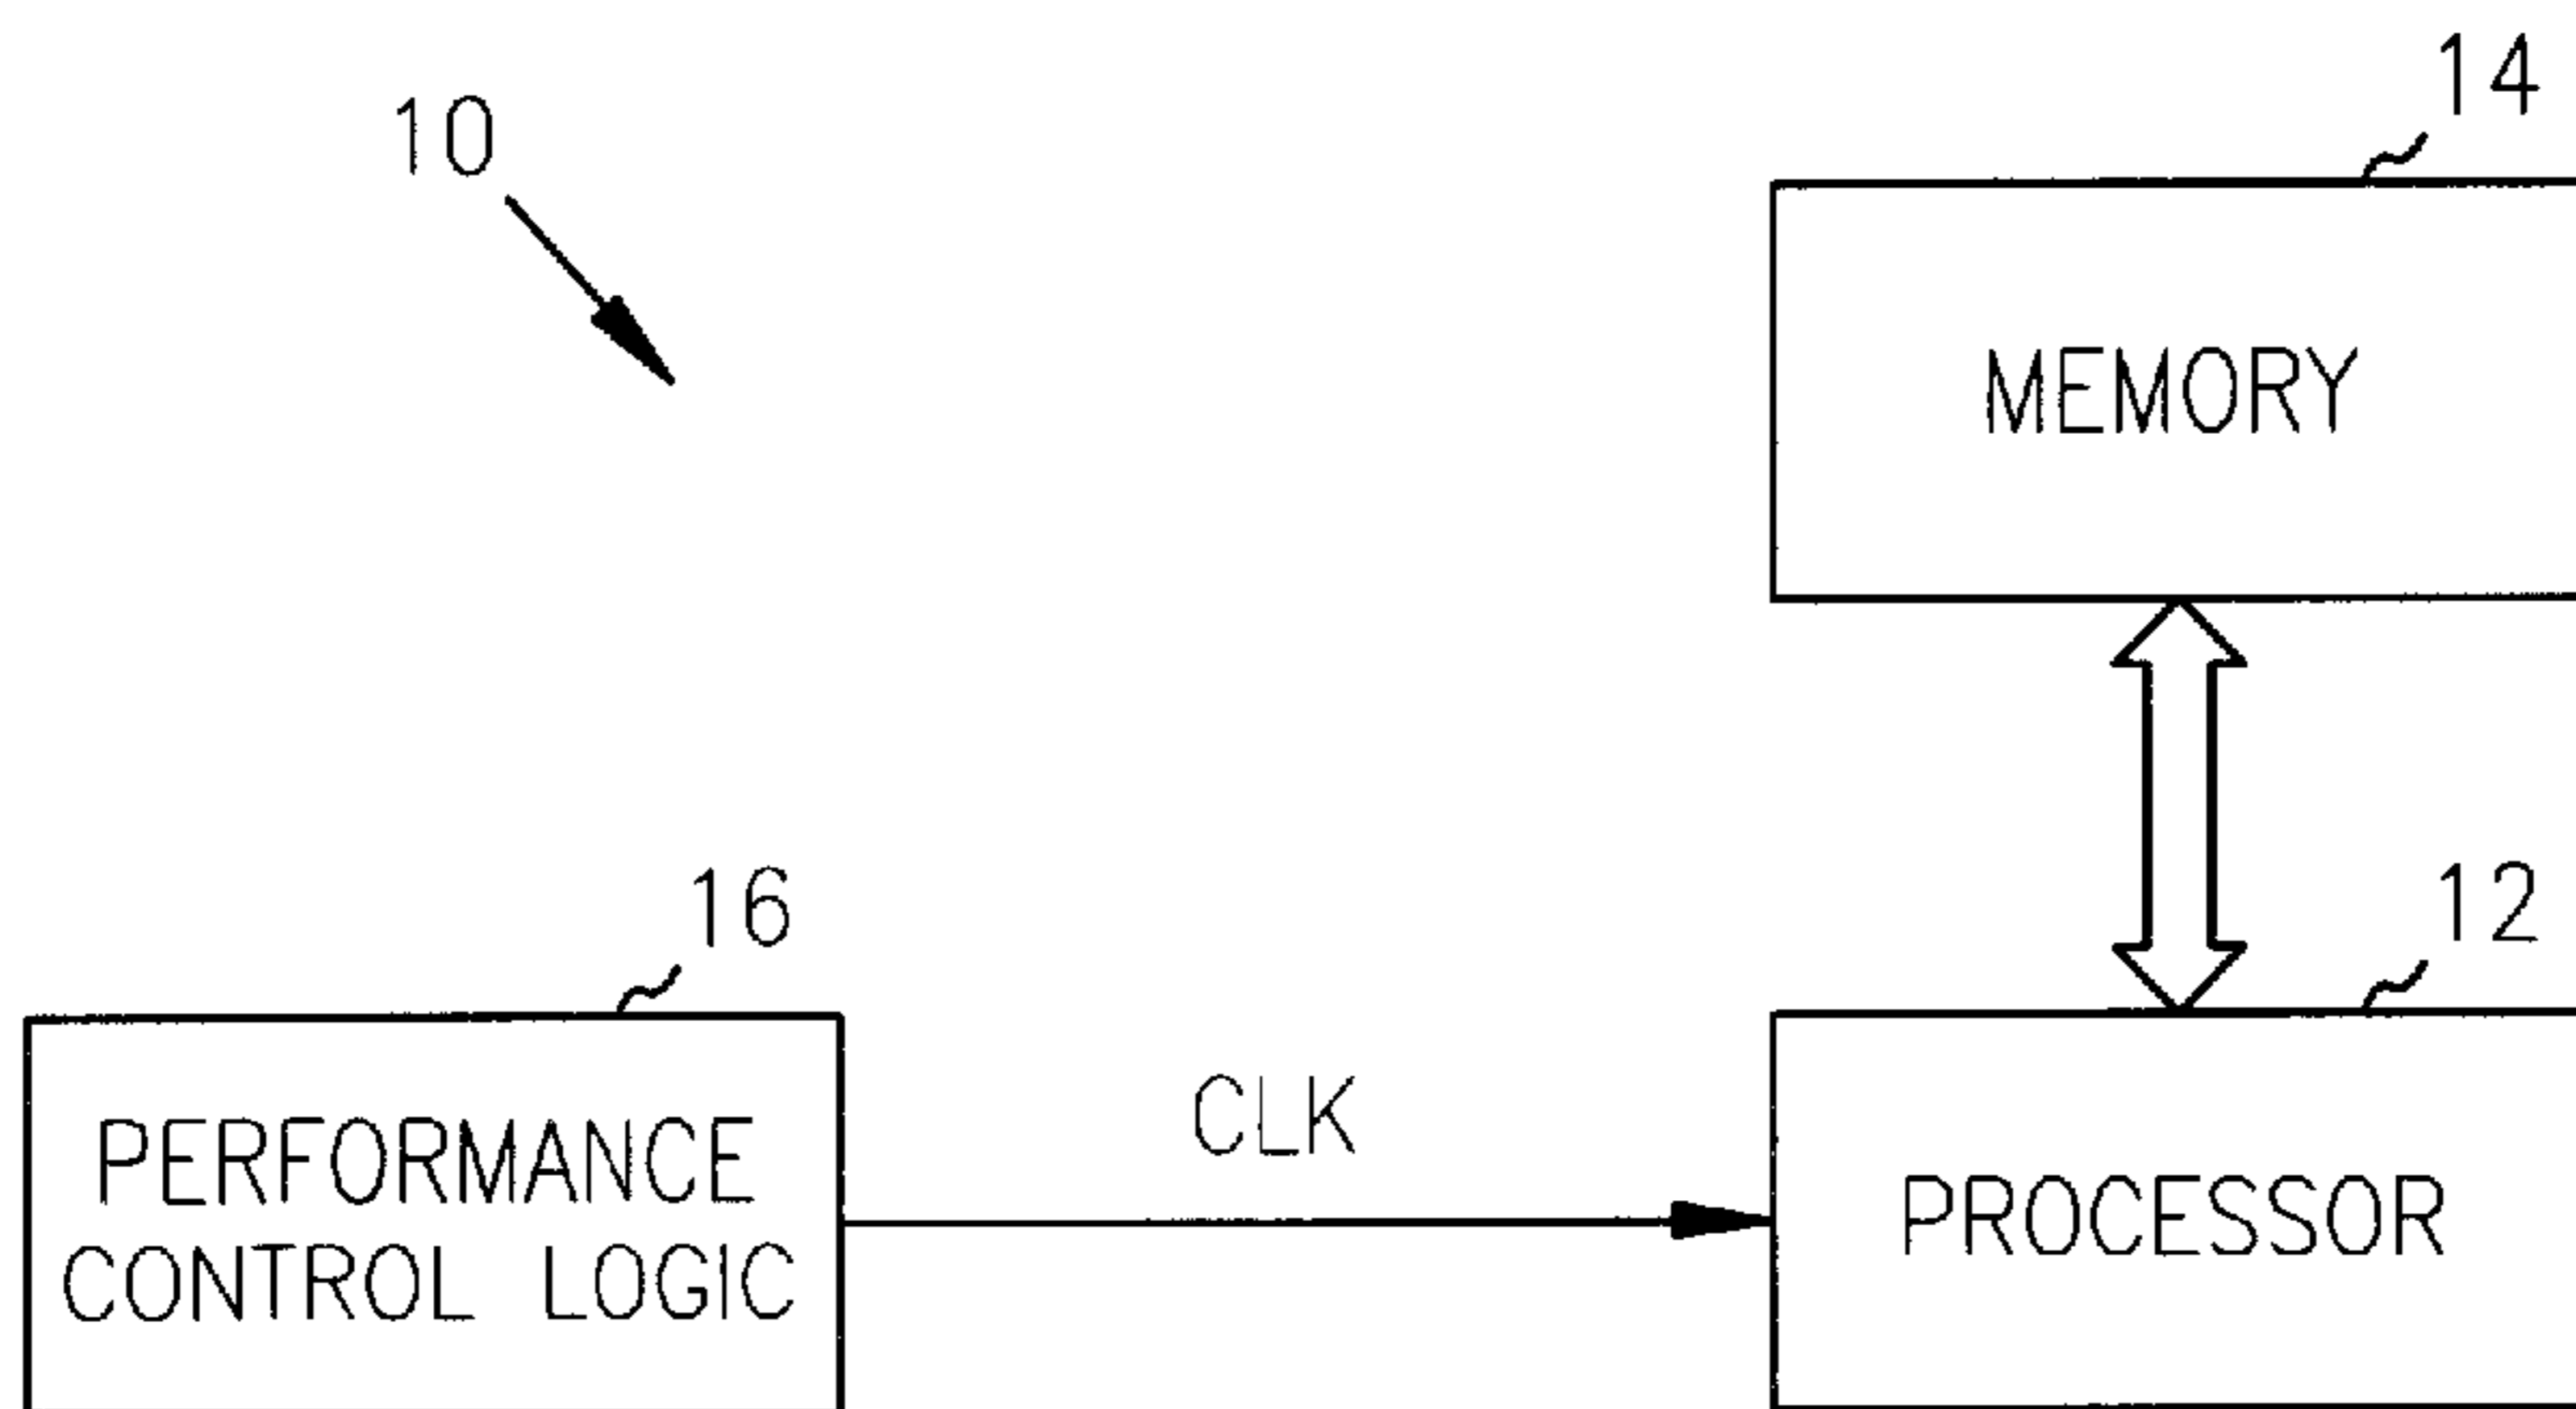 10
14
MEMORY
16
12
CLK
PERFORMANCE
CONTROL LOGIC
PROCESSOR